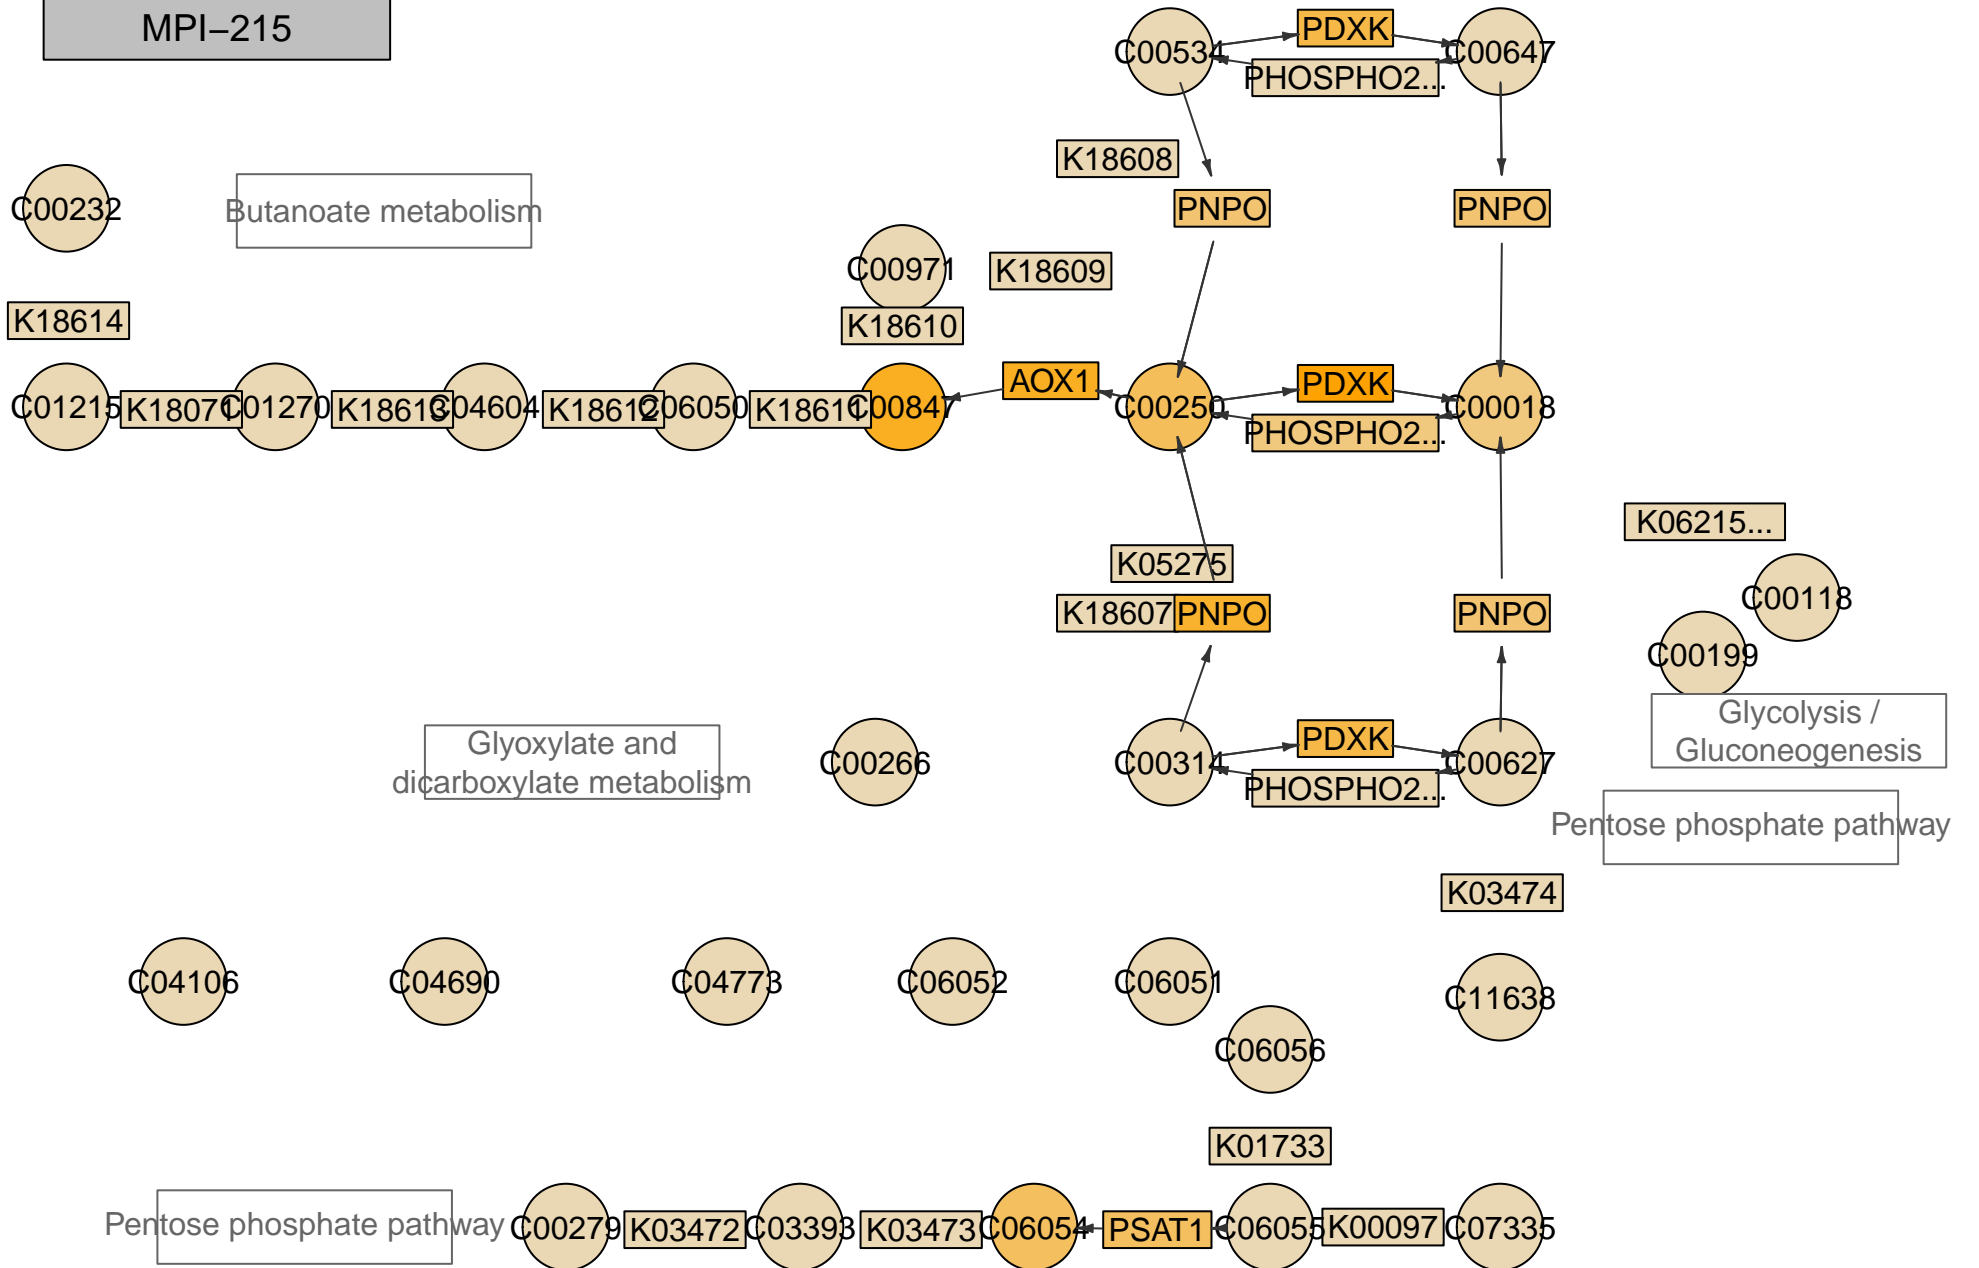 MPI–215
C00534
PDXK
C00647
PHOSPHO2...
K18608
C00232
Butanoate metabolism
PNPO
PNPO
C00971
K18609
K18614
K18610
C01215
K18071
C01270
K18613
C04604
K18612
C06050
K18611
C00847
AOX1
C00250
PDXK
C00018
PHOSPHO2...
K06215...
K05275
C00118
K18607
PNPO
PNPO
C00199
Glycolysis /
Gluconeogenesis
Glyoxylate and
dicarboxylate metabolism
C00266
C00314
PDXK
C00627
PHOSPHO2...
Pentose phosphate pathway
K03474
C04106
C04690
C04773
C06052
C06051
C11638
C06056
K01733
Pentose phosphate pathway
C00279
K03472
C03393
K03473
C06054
PSAT1
C06055
K00097
C07335